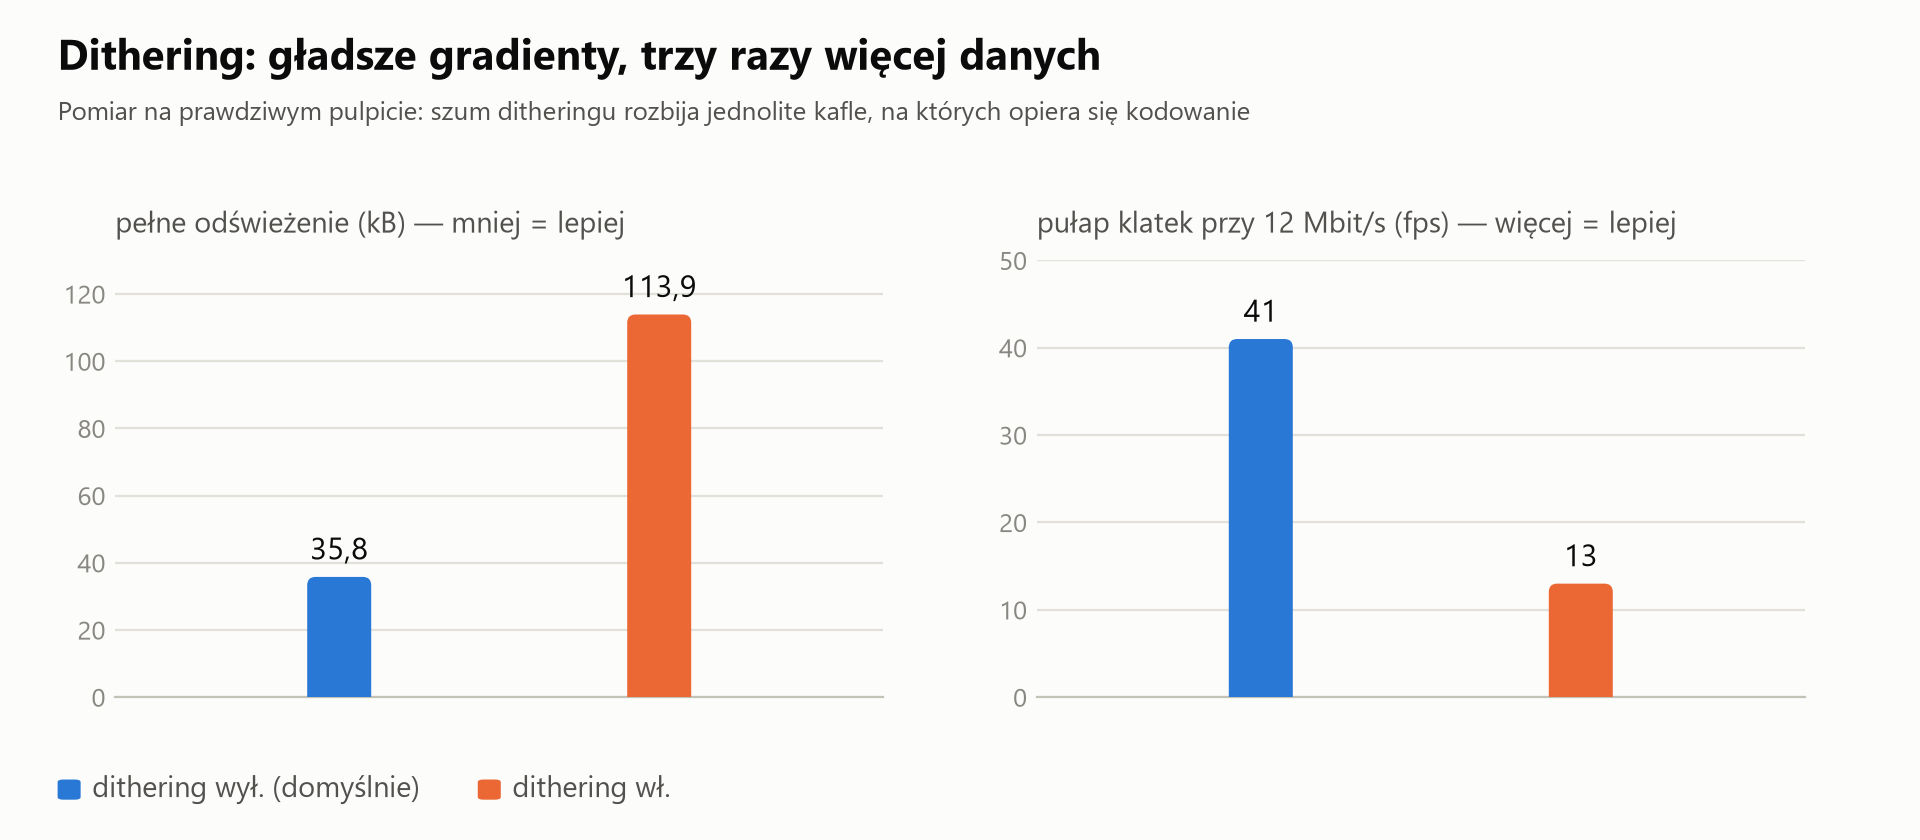 Dithering: gładsze gradienty, trzy razy więcej danych
Pomiar na prawdziwym pulpicie: szum ditheringu rozbija jednolite kafle, na których opiera się kodowanie
pełne odświeżenie (kB) — mniej = lepiej
120
100
80
60
40
20
0
35,8
113,9
pułap klatek przy 12 Mbit/s (fps) — więcej = lepiej
50
40
30
20
10
0
41
13
dithering wył. (domyślnie)
dithering wł.